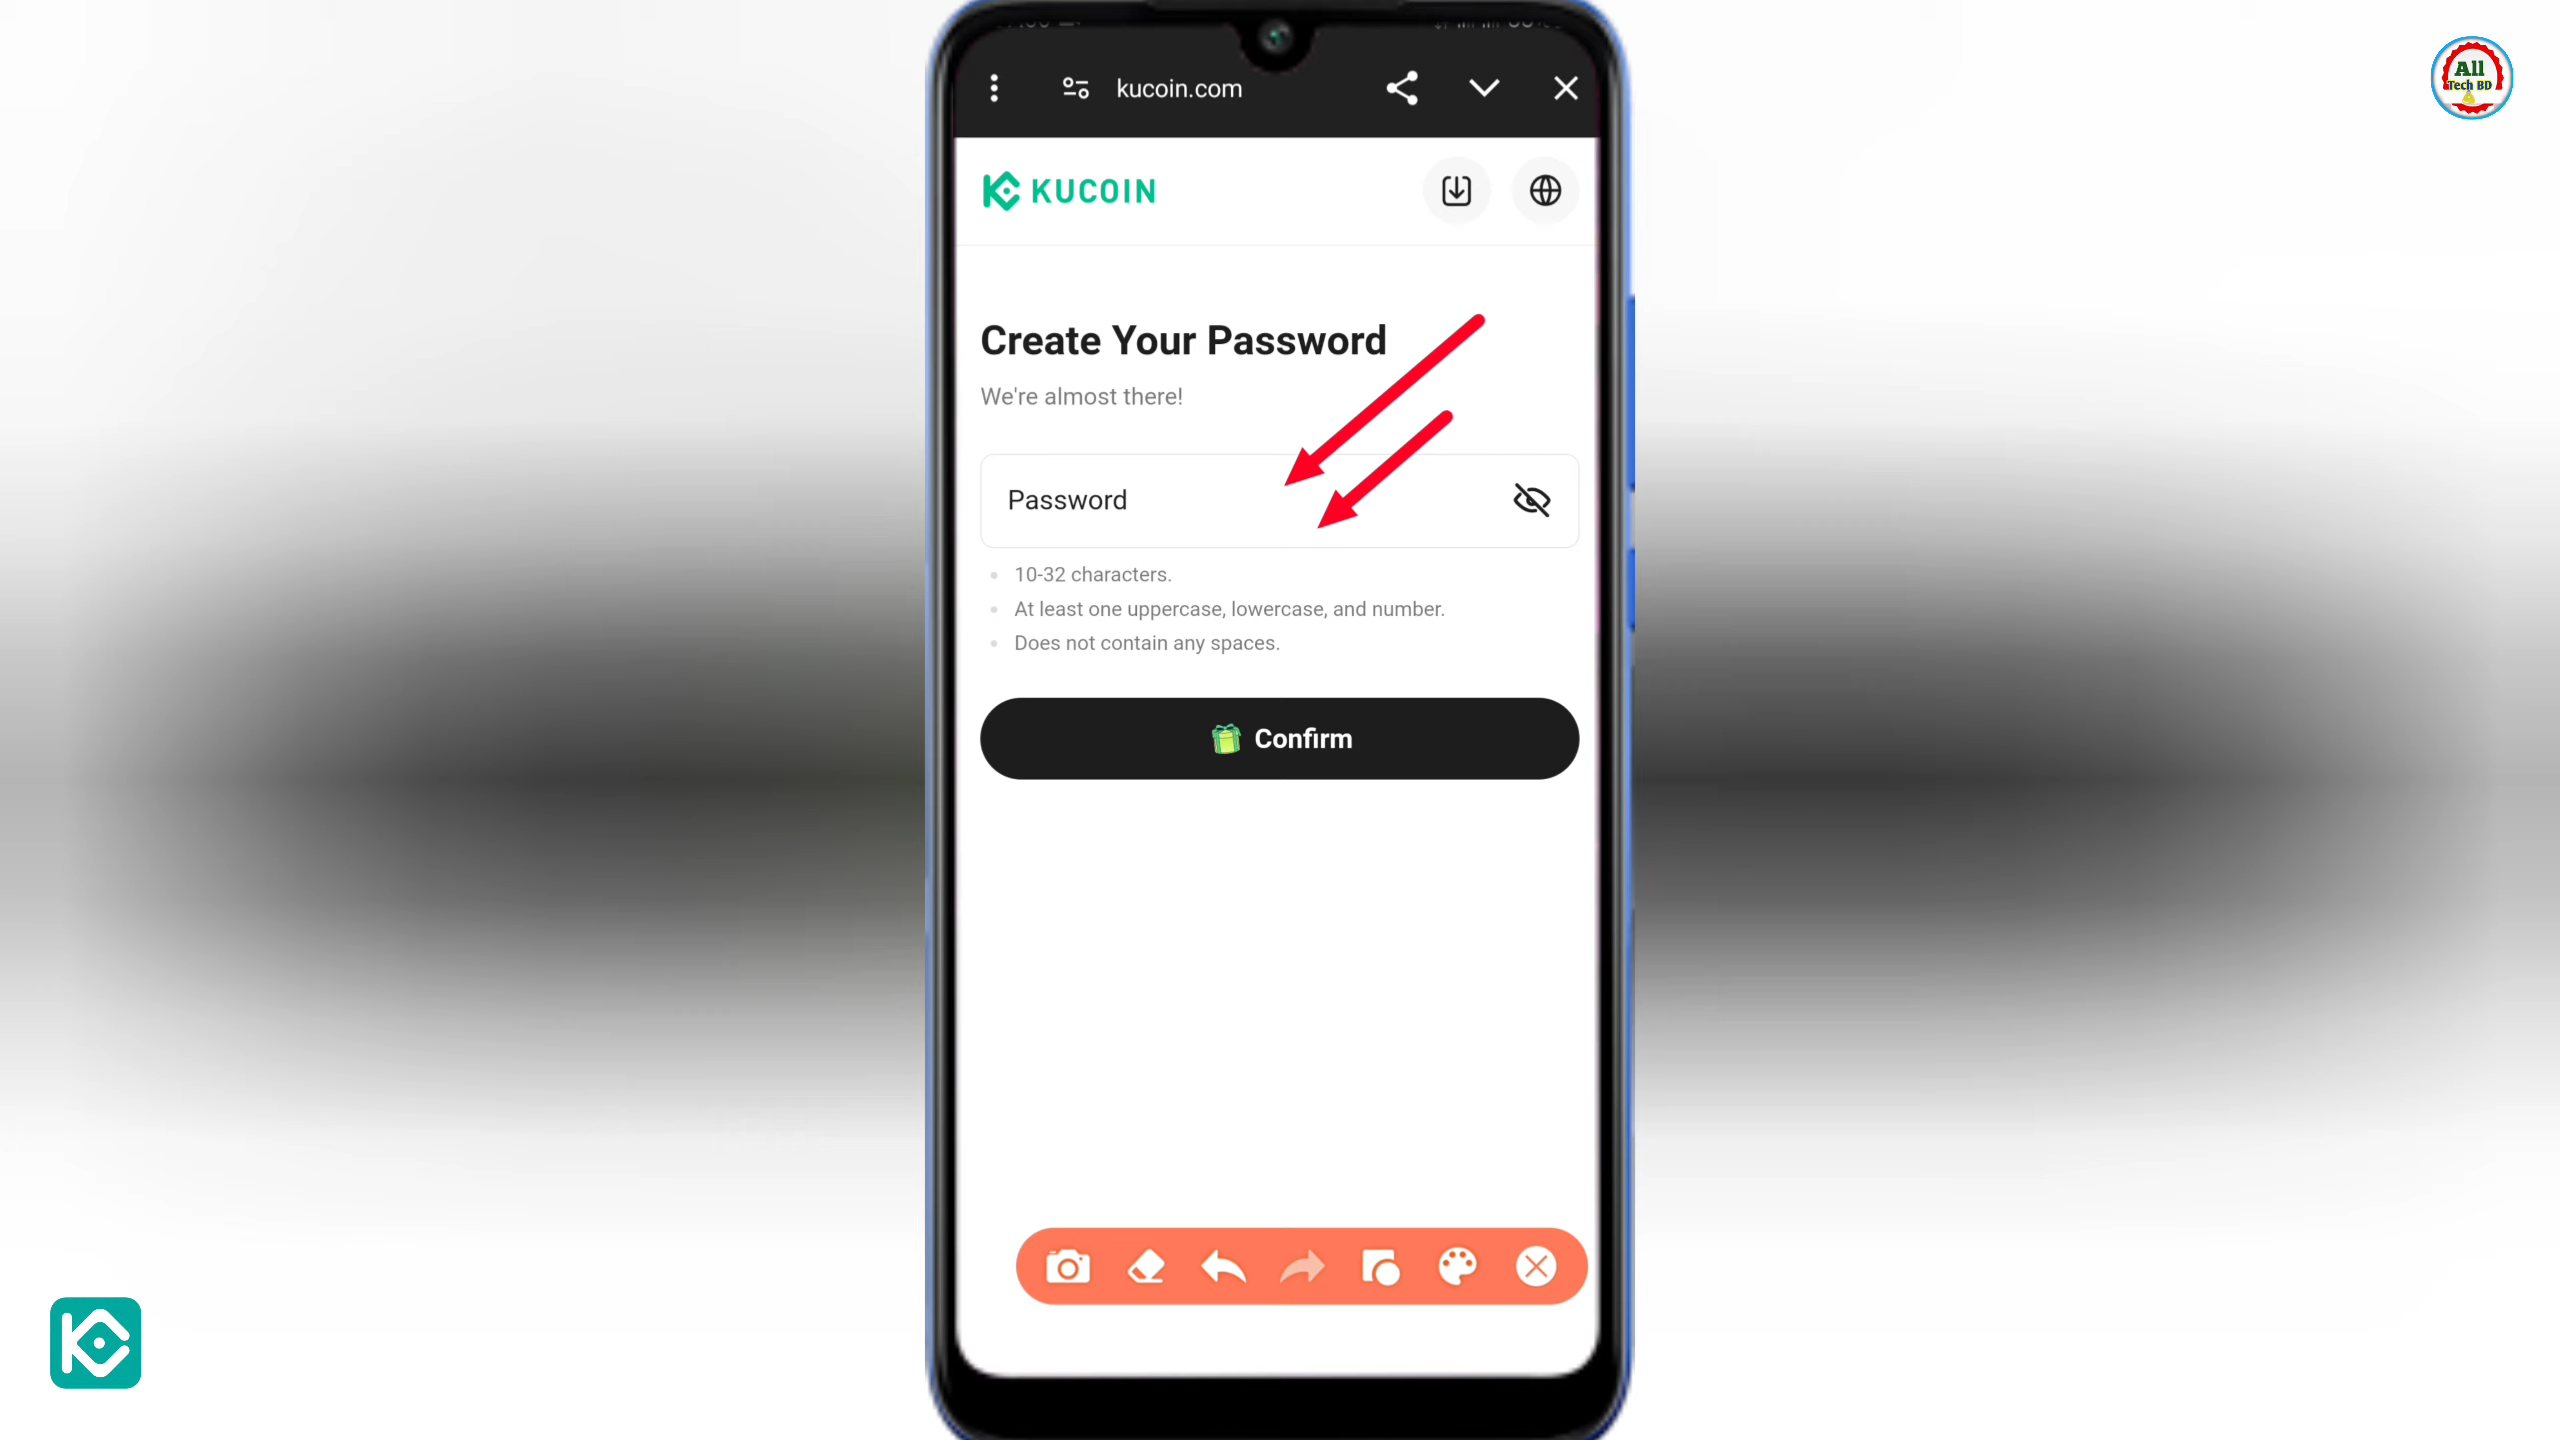 kucoin.com
All
Tech BD
KUCOIN
Create Your Password
We're almost there!
Password
10-32 characters.
At least one uppercase, lowercase, and number.
Does not contain any spaces.
Confirm